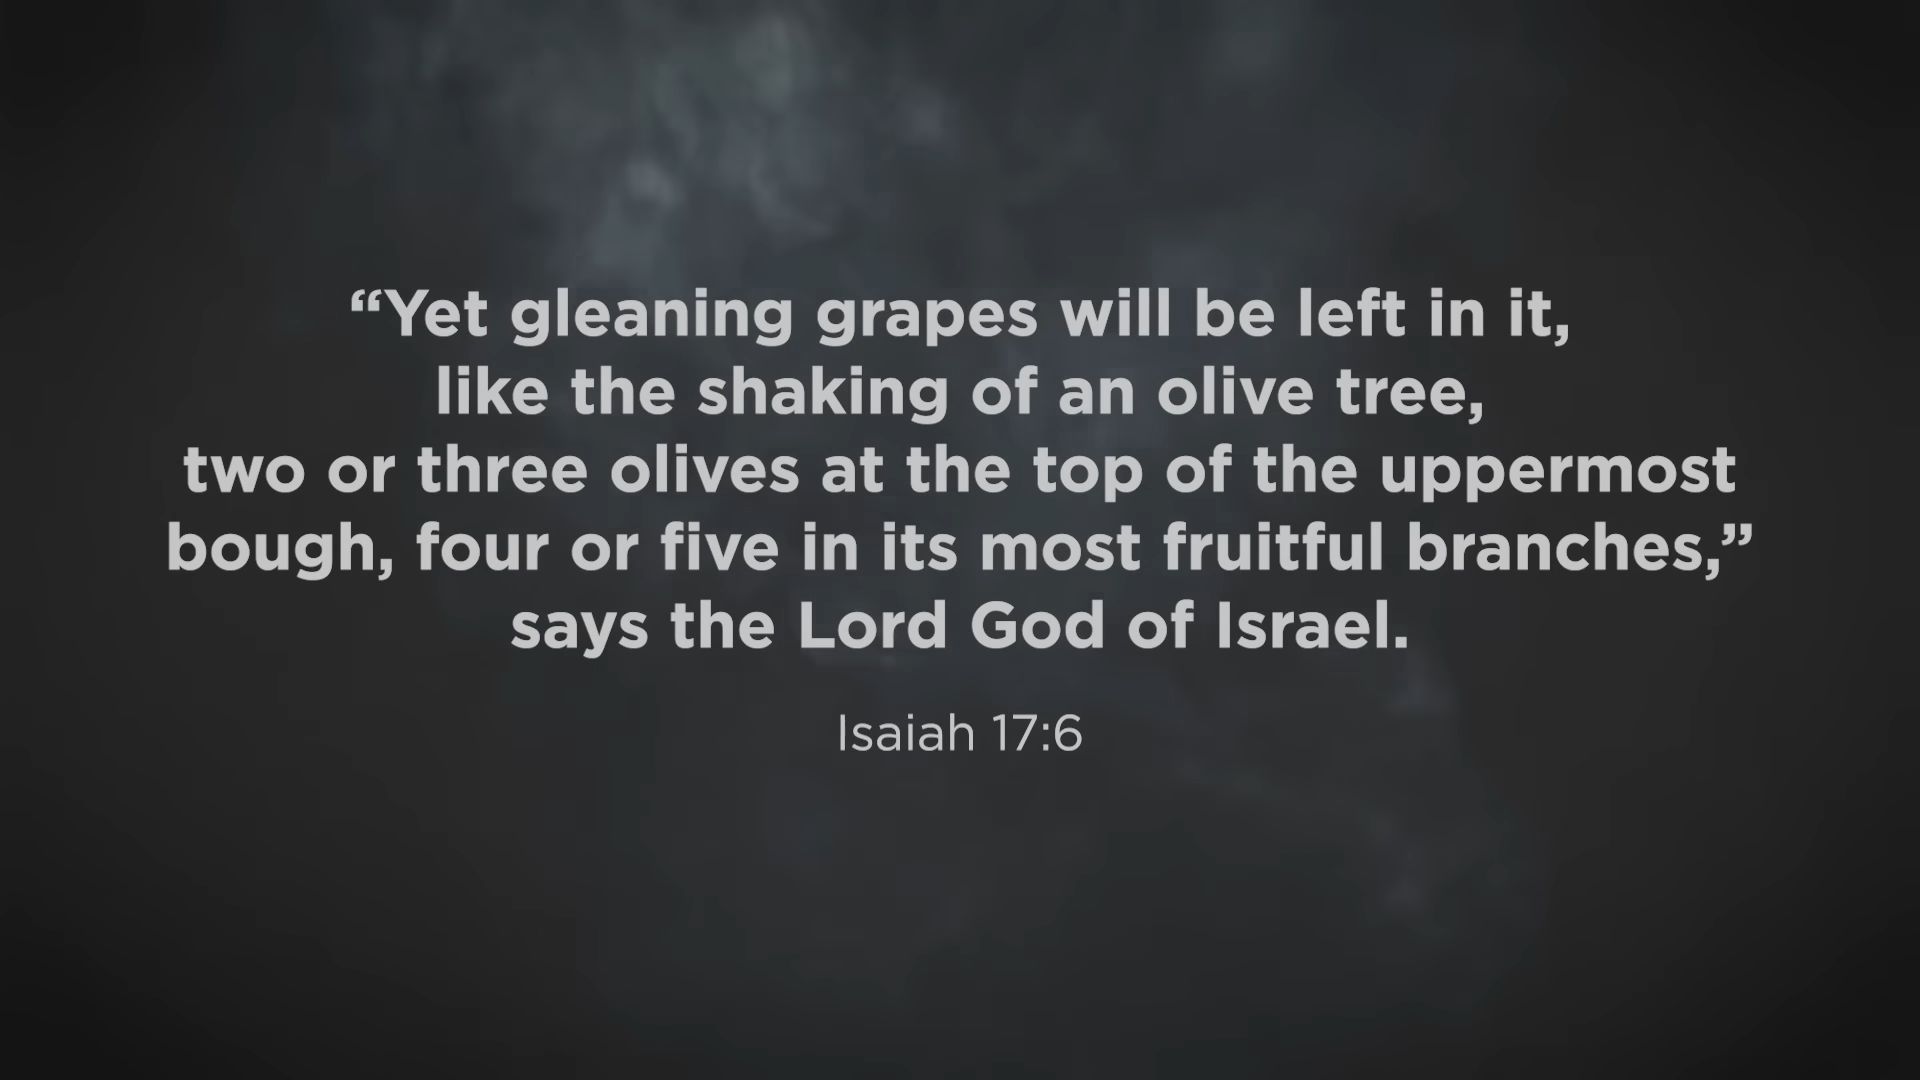 “Yet gleaning grapes will be left in it,
like the shaking of an olive tree,
two or three olives at the top of the uppermost
bough, four or five in its most fruitful branches,”
says the Lord God of Israel.
Isaiah 17:6